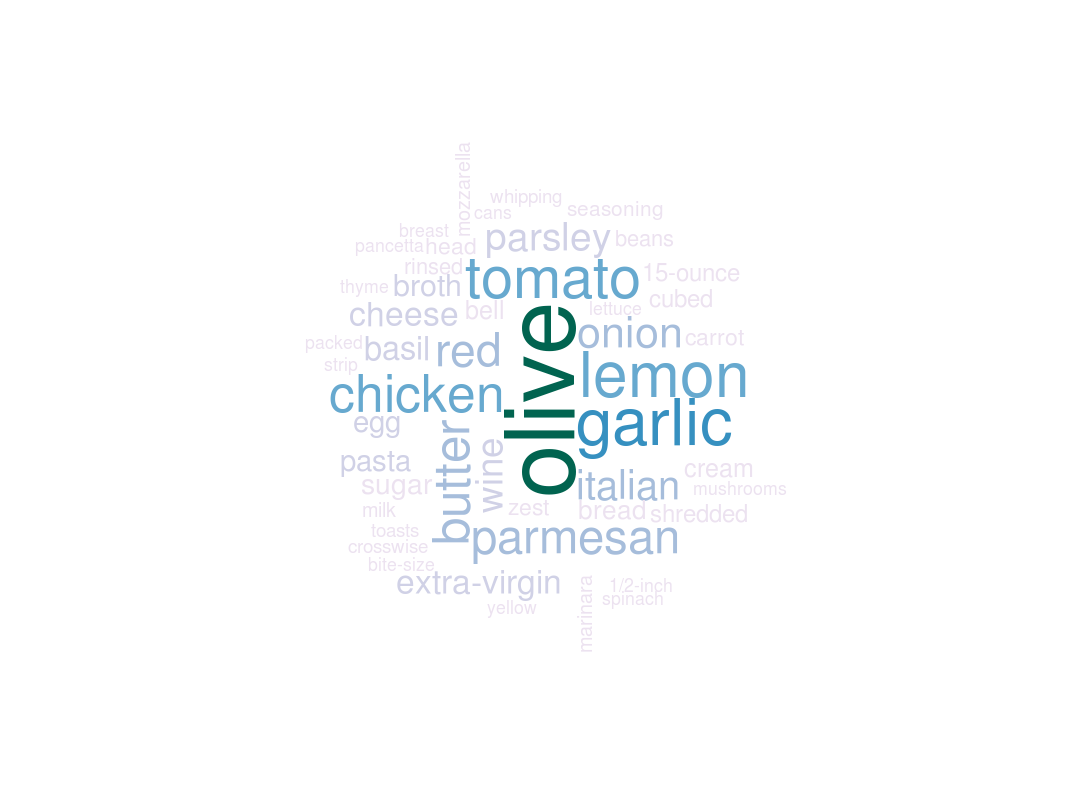 mozzarella
whipping
cans
seasoning
breast
pancetta
head
parsley
beans
rinsed
tomato
15-ounce
thyme
broth
cubed
cheese
bell
lettuce
olive
onion
carrot
packed
basil
red
strip
lemon
chicken
garlic
egg
butter
wine
pasta
italian
cream
sugar
mushrooms
milk
zest
bread
shredded
toasts
parmesan
crosswise
bite-size
extra-virgin
marinara
1/2-inch
spinach
yellow